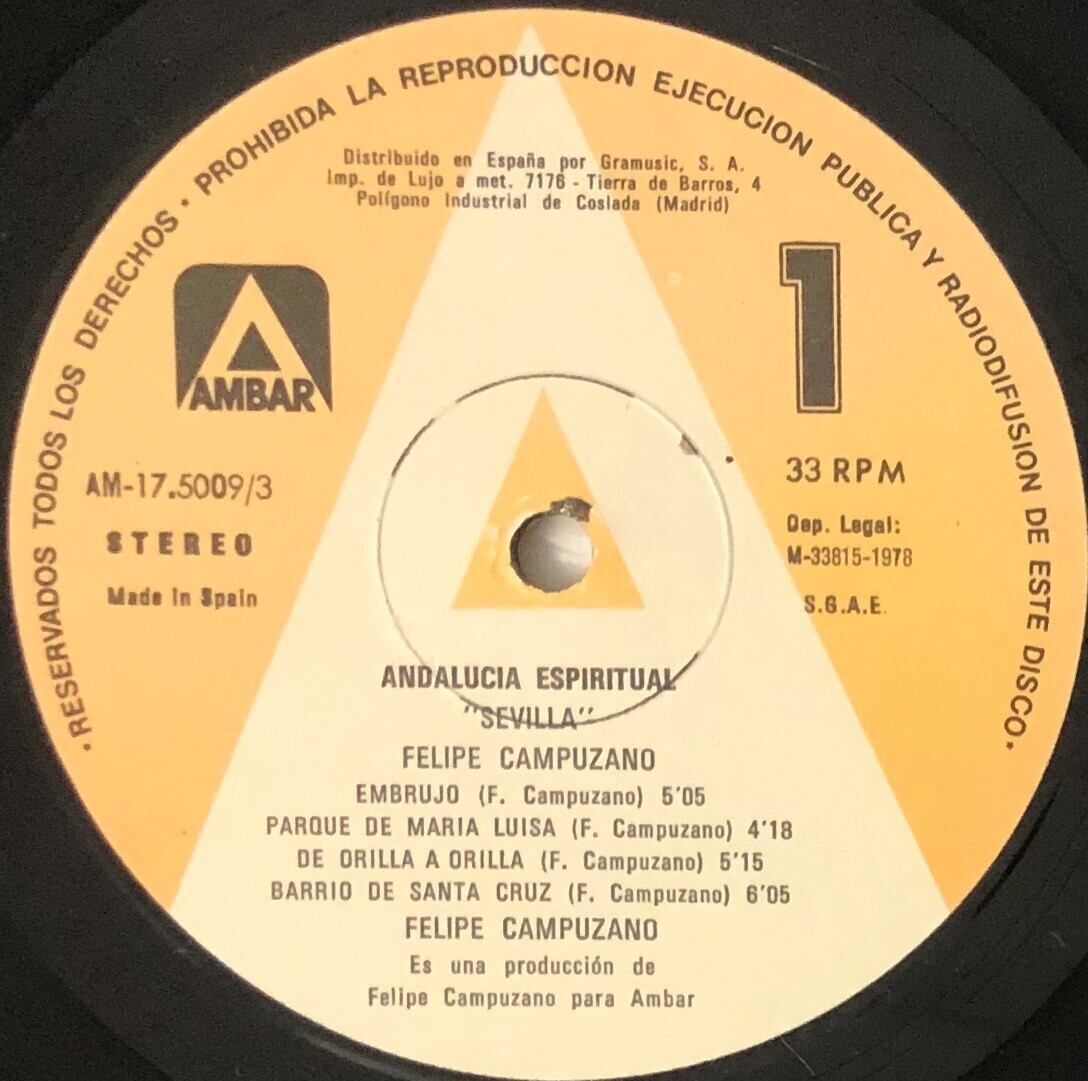 ·RESERVADOS TODOS LOS DERECHOS · PROHIBIDA LA REPRODUCCION EJECUCION PUBLICA Y RADIODIFUSION DE ESTE DISCO.
Distribuido en España por Gramusic, S. A.
Imp. de Lujo a met. 7176 - Tierra de Barros, 4
Polígono Industrial de Coslada (Madrid)
AMBAR
1
AM-17.5009/3
STEREO
Made In Spain
33 RPM
Dep. Legal:
M-33815-1978
S.G.A.E.
ANDALUCIA ESPIRITUAL
"SEVILLA"
FELIPE CAMPUZANO
EMBRUJO (F. Campuzano) 5'05
PARQUE DE MARIA LUISA (F. Campuzano) 4'18
DE ORILLA A ORILLA (F. Campuzano) 5'15
BARRIO DE SANTA CRUZ (F. Campuzano) 6'05
FELIPE CAMPUZANO
Es una producción de
Felipe Campuzano para Ambar